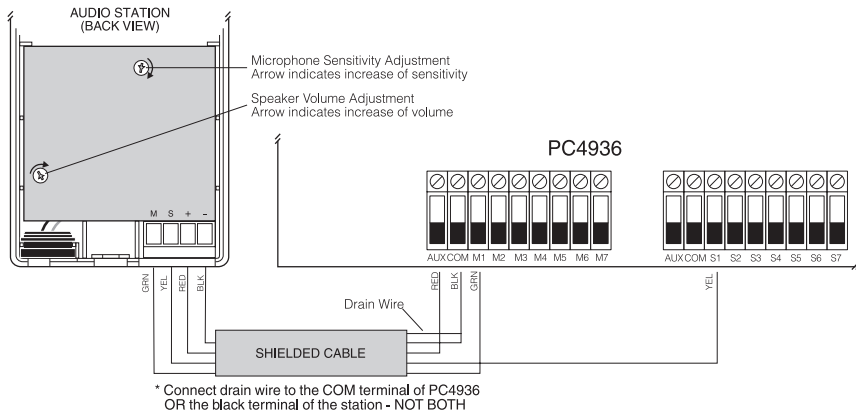 AUDIO STATION
(BACK VIEW)
Microphone Sensitivity Adjustment
Arrow indicates increase of sensitivity
Speaker Volume Adjustment
Arrow indicates increase of volume
PC4936
M S + -
AUX COM M1 M2 M3 M4 M5 M6 M7
AUX COM S1 S2 S3 S4 S5 S6 S7
GRN YEL RED BLK
RED BLK GRN
YEL
Drain Wire
SHIELDED CABLE
* Connect drain wire to the COM terminal of PC4936
OR the black terminal of the station - NOT BOTH